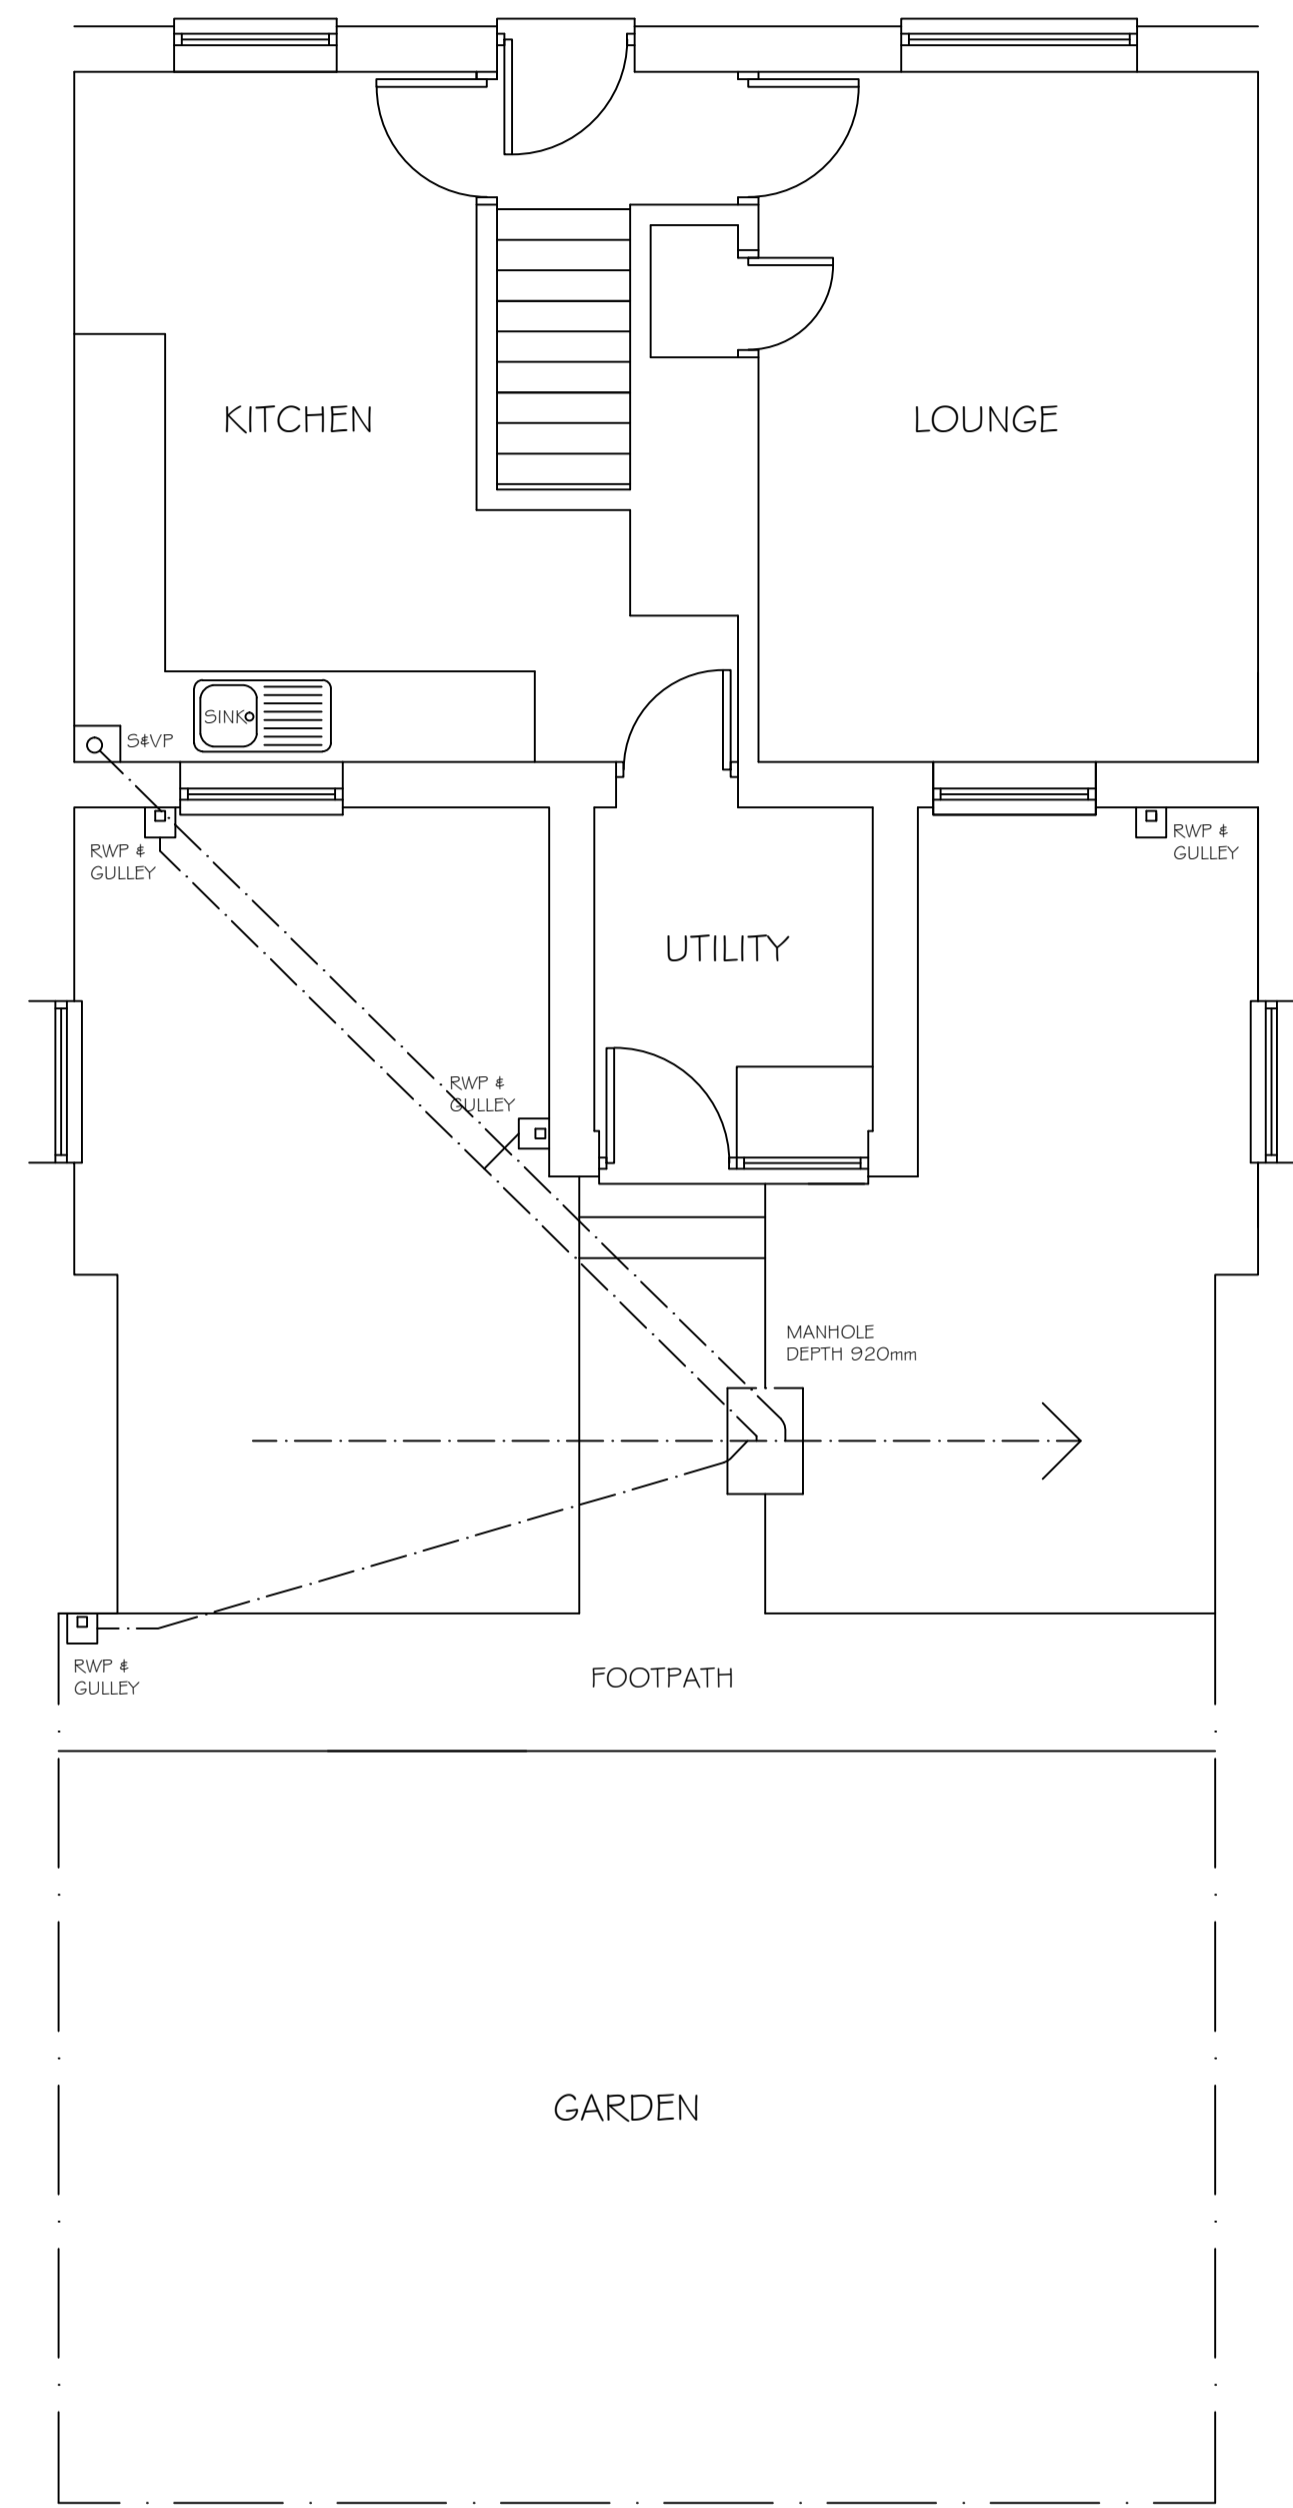 KITCHEN
LOUNGE
SINK
S&VP
RWP &
GULLEY
RWP &
GULLEY
UTILITY
RWP &
GULLEY
MANHOLE
DEPTH 920mm
RWP &
GULLEY
FOOTPATH
GARDEN